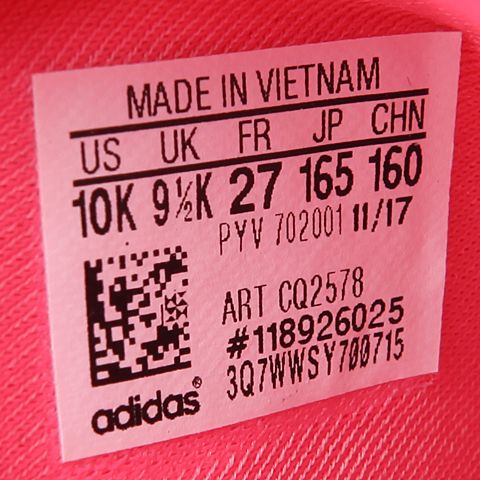 MADE IN VIETNAM
US UK FR JP CHN
10K 9½K 27 165 160
PYV 702001 11/17
ART CQ2578
#118926025
3Q7WWSY700715
adidas®